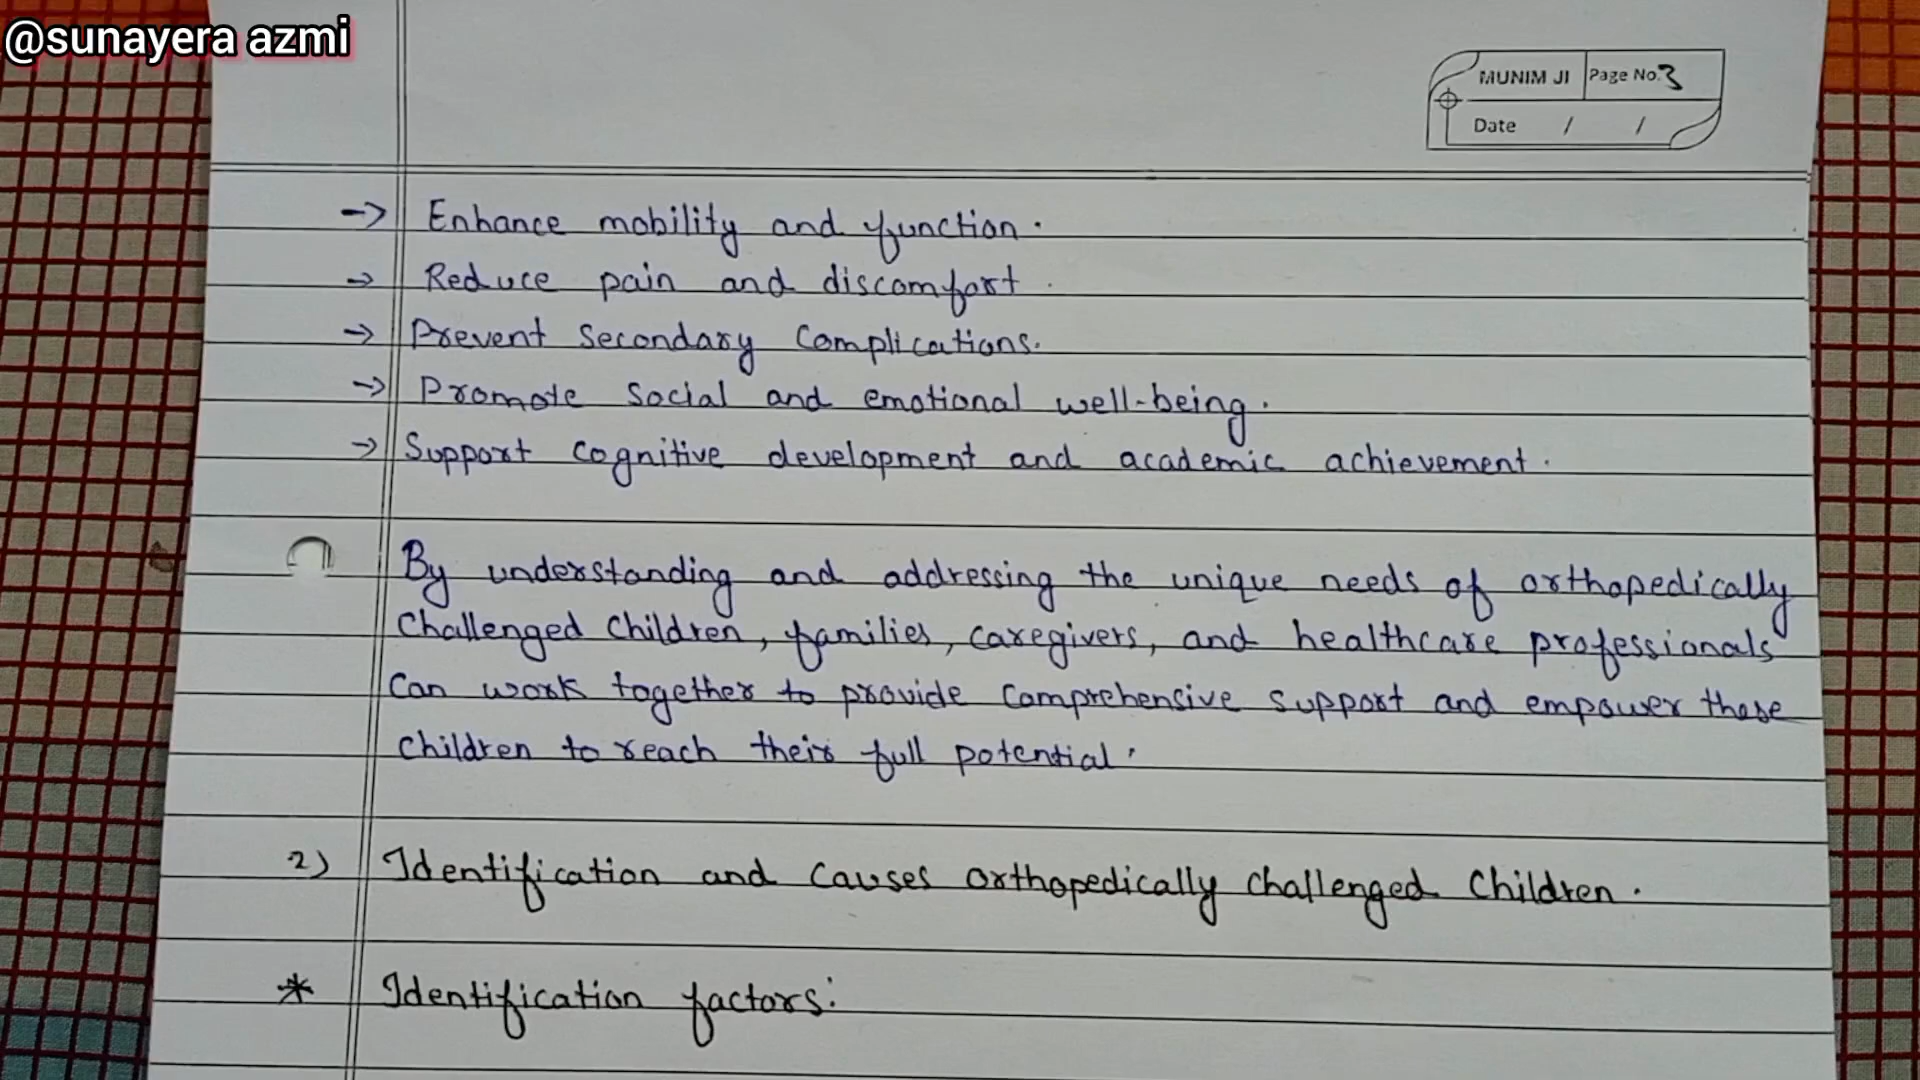 @sunayera azmi
MUNIM JI Page No. 3
Date / /
-> Enhance mobility and function.
-> Reduce pain and discomfort.
-> Prevent Secondary Complications.
-> Promote Social and emotional well-being.
-> Support Cognitive development and academic achievement.
By understanding and addressing the unique needs of orthopedically
Challenged Children, families, caregivers, and healthcare professionals
Can work together to provide Comprehensive Support and empower these
Children to reach their full potential.
2) Identification and Causes orthopedically Challenged Children.
* Identification factors: